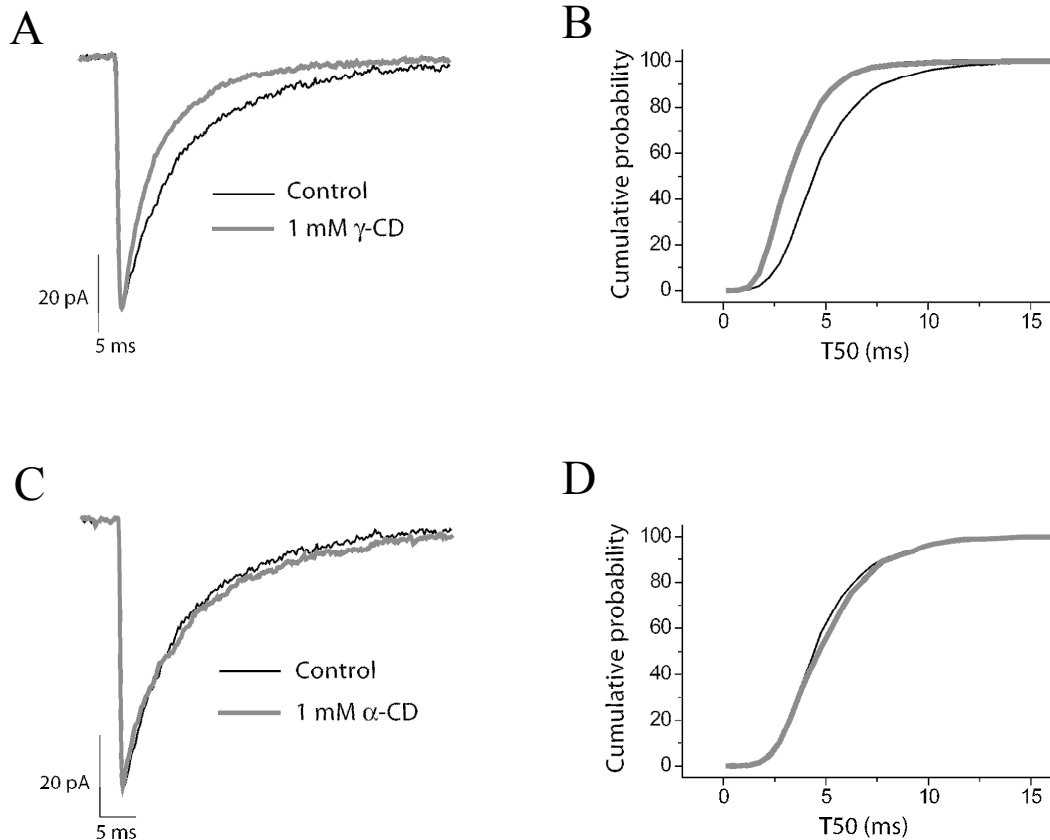 A
Control
1 mM γ-CD
20 pA
5 ms
B
Cumulative probability
100
80
60
40
20
0
0 5 10 15
T50 (ms)
C
Control
1 mM α-CD
20 pA
5 ms
D
Cumulative probability
100
80
60
40
20
0
0 5 10 15
T50 (ms)